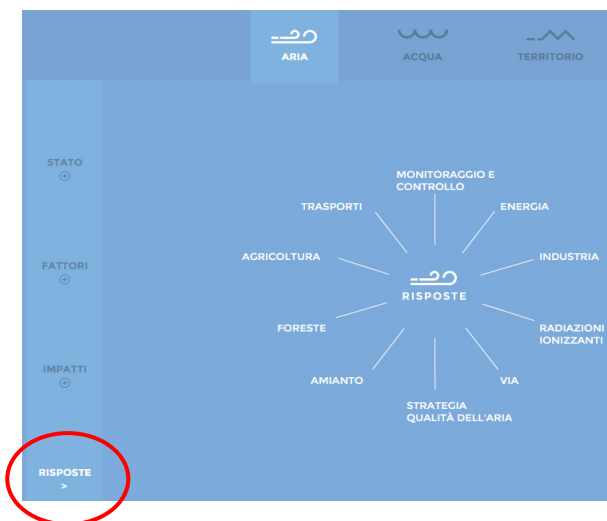 ARIA
ACQUA
TERRITORIO
STATO
FATTORI
IMPATTI
RISPOSTE
>
MONITORAGGIO E
CONTROLLO
TRASPORTI
ENERGIA
AGRICOLTURA
INDUSTRIA
RISPOSTE
FORESTE
RADIAZIONI
IONIZZANTI
AMIANTO
VIA
STRATEGIA
QUALITÀ DELL'ARIA